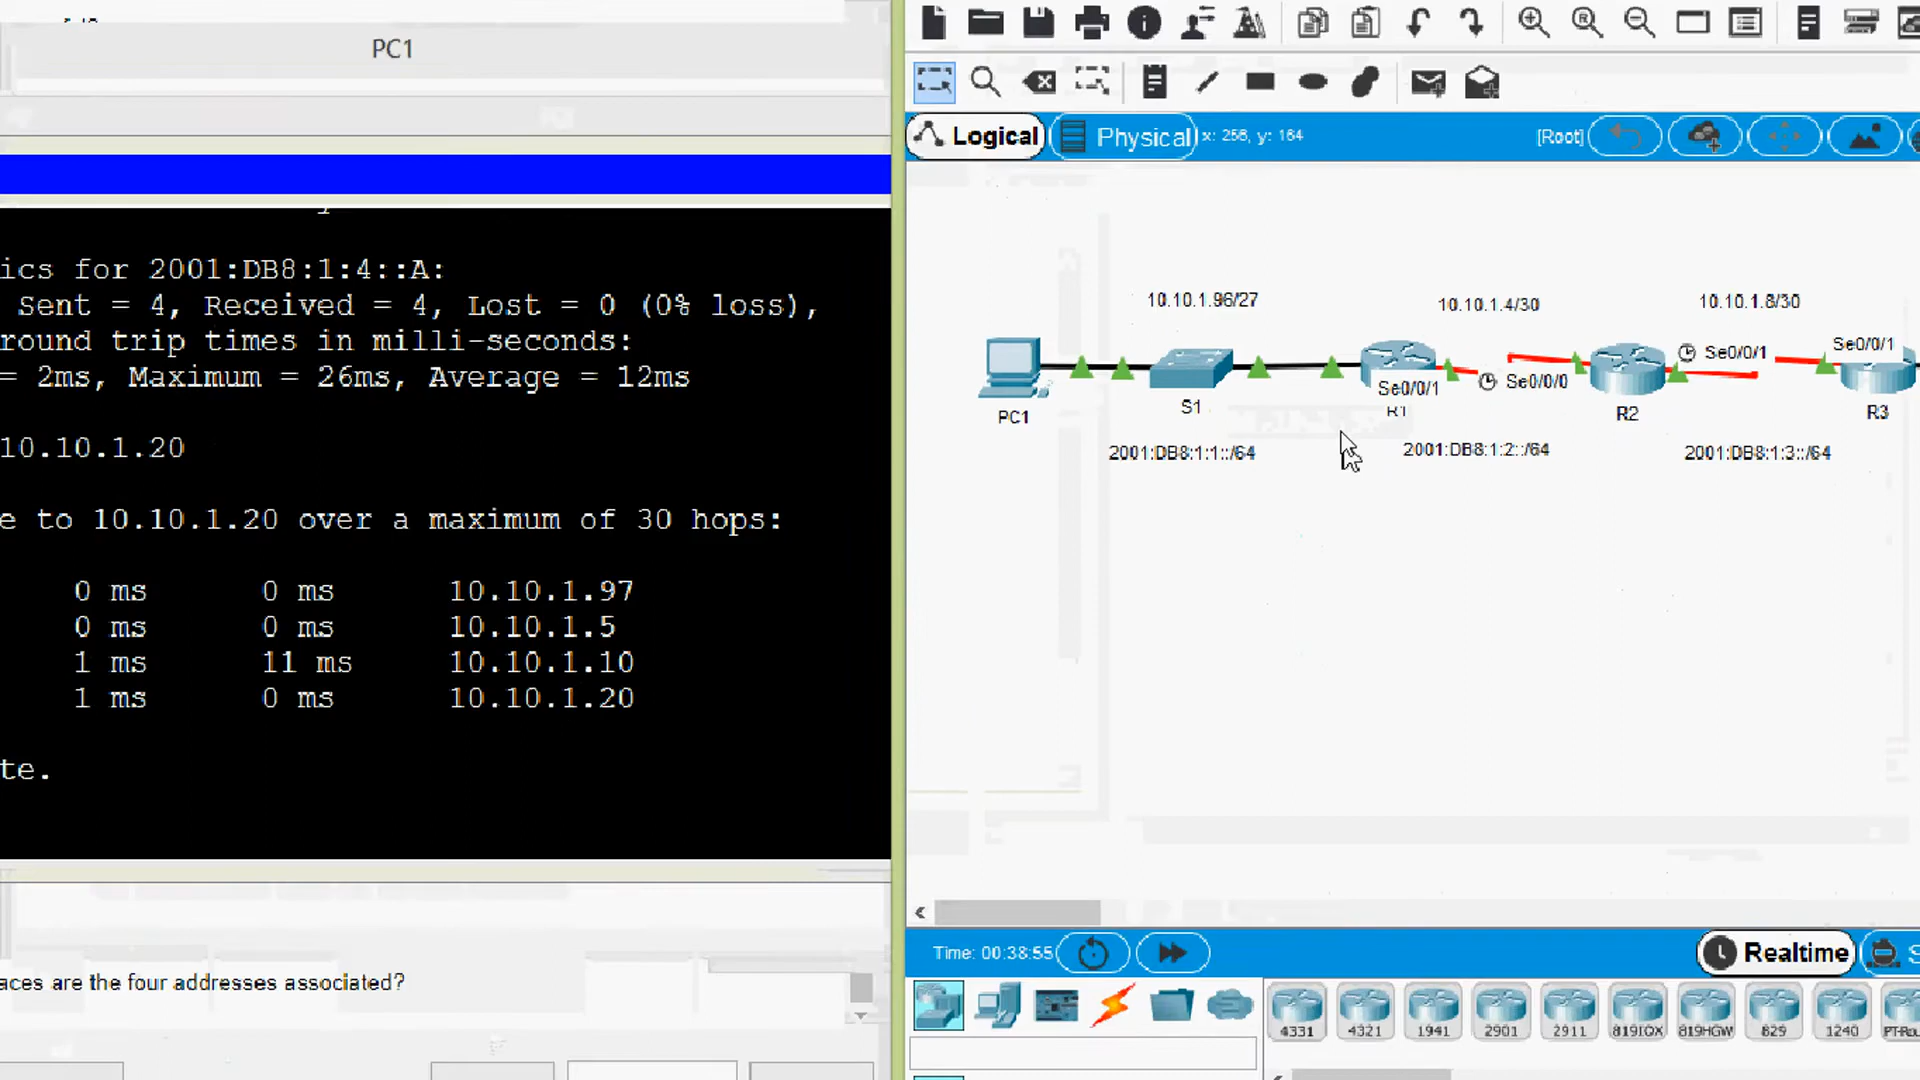 PC1
ics for 2001:DB8:1:4::A:
Sent = 4, Received = 4, Lost = 0 (0% loss),
round trip times in milli-seconds:
= 2ms, Maximum = 26ms, Average = 12ms
10.10.1.20
e to 10.10.1.20 over a maximum of 30 hops:
0 ms 0 ms 10.10.1.97
0 ms 0 ms 10.10.1.5
1 ms 11 ms 10.10.1.10
1 ms 0 ms 10.10.1.20
te.
aces are the four addresses associated?
Logical
Physical
x: 256, y: 164
[Root]
10.10.1.96/27
10.10.1.4/30
10.10.1.8/30
Se0/0/1
Se0/0/1
Se0/0/1
Se0/0/0
PC1
S1
R1
R2
R3
2001:DB8:1:1::/64
2001:DB8:1:2::/64
2001:DB8:1:3::/64
Time: 00:38:55
Realtime
S
4331
4321
1941
2901
2911
819IOX
819HGW
829
1240
PT-Rou